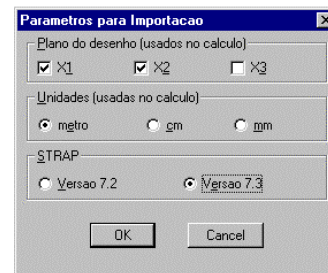 Parametros para Importacao
Plano do desenho (usados no calculo)
X1 X2 X3
Unidades (usadas no calculo)
metro cm mm
STRAP
Versao 7.2 Versao 7.3
OK Cancel